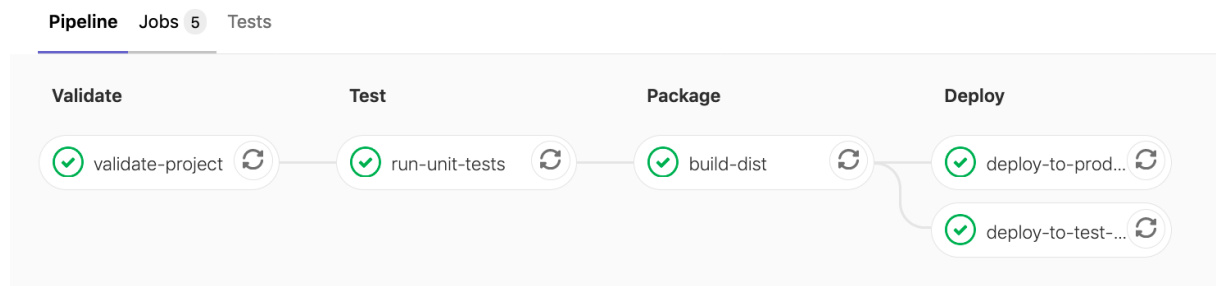 Pipeline Jobs 5 Tests
Validate Test Package Deploy
validate-project run-unit-tests build-dist deploy-to-prod...
deploy-to-test-...